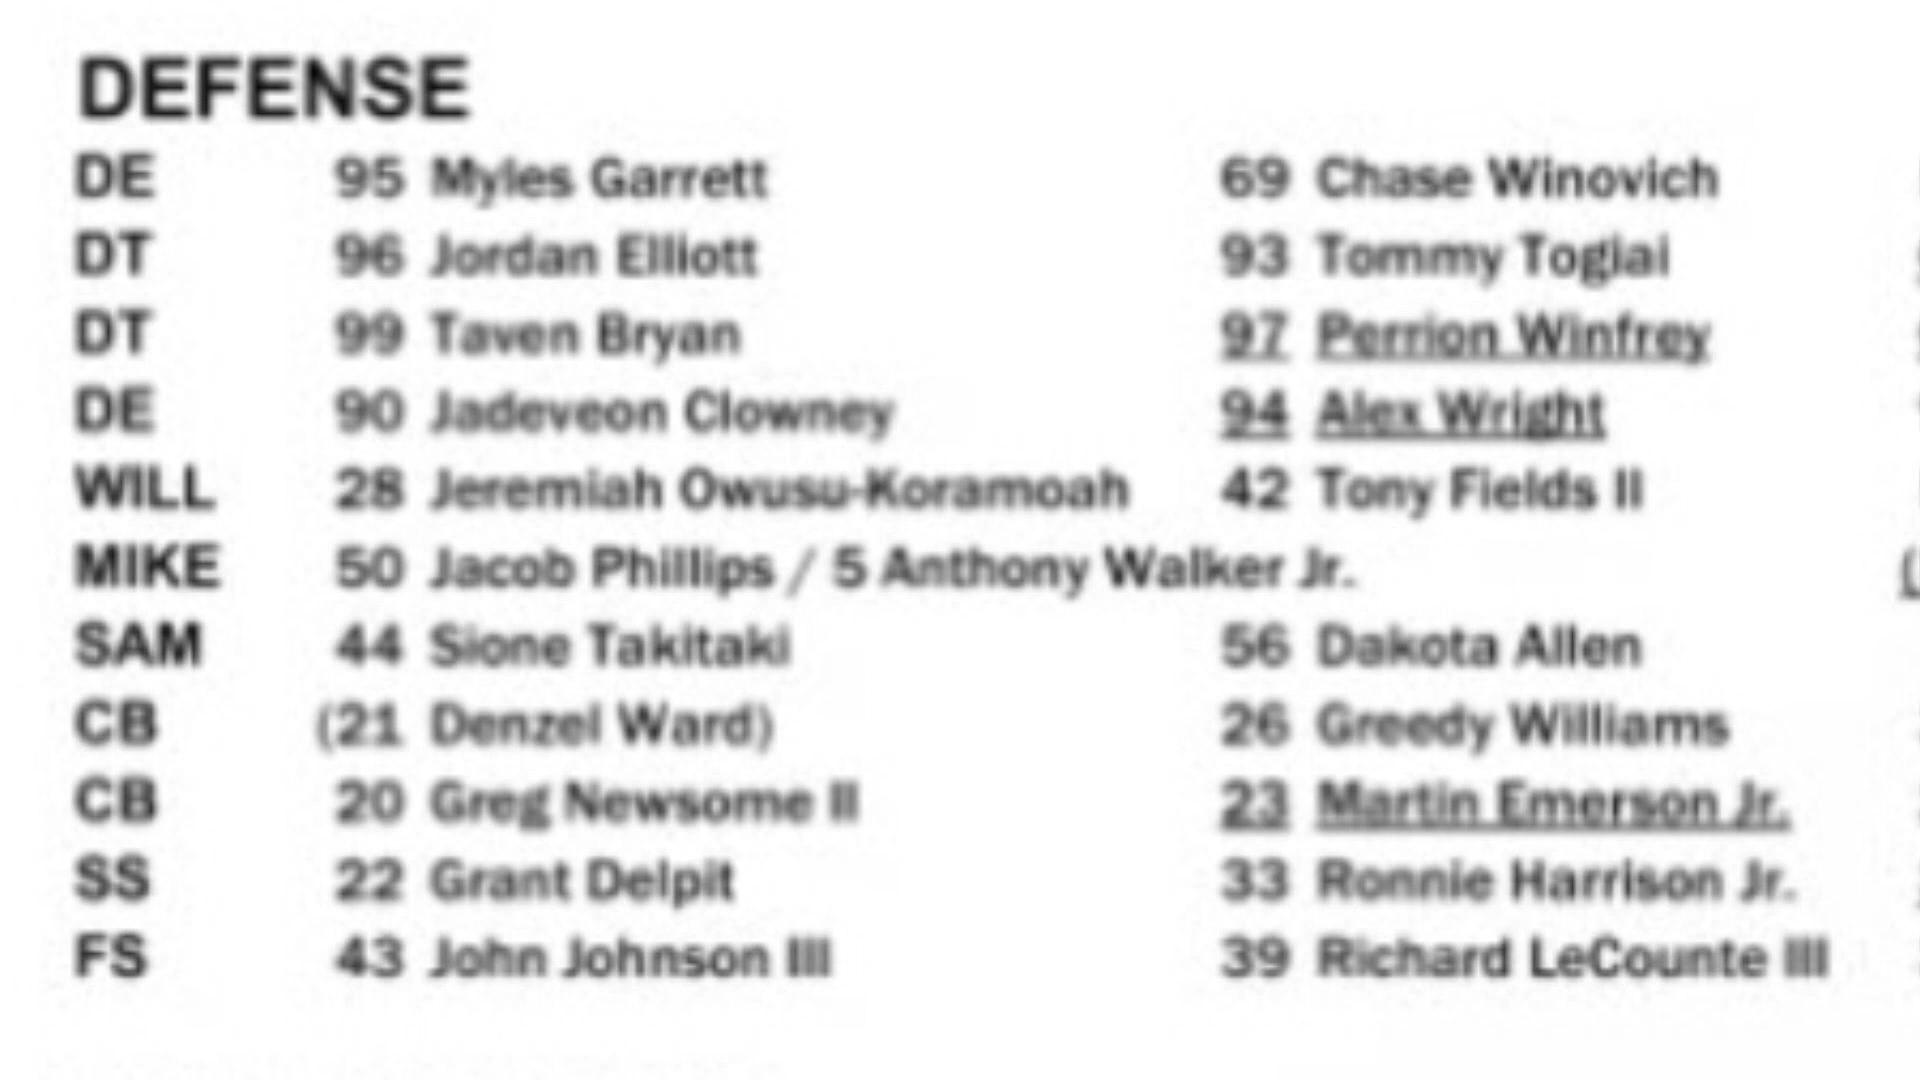 DEFENSE
DE 95 Myles Garrett 69 Chase Winovich
DT 96 Jordan Elliott 93 Tommy Togiai
DT 99 Taven Bryan 97 Perrion Winfrey
DE 90 Jadeveon Clowney 94 Alex Wright
WILL 28 Jeremiah Owusu-Koramoah 42 Tony Fields II
MIKE 50 Jacob Phillips / 5 Anthony Walker Jr.
SAM 44 Sione Takitaki 56 Dakota Allen
CB (21 Denzel Ward) 26 Greedy Williams
CB 20 Greg Newsome II 23 Martin Emerson Jr.
SS 22 Grant Delpit 33 Ronnie Harrison Jr.
FS 43 John Johnson III 39 Richard LeCounte III